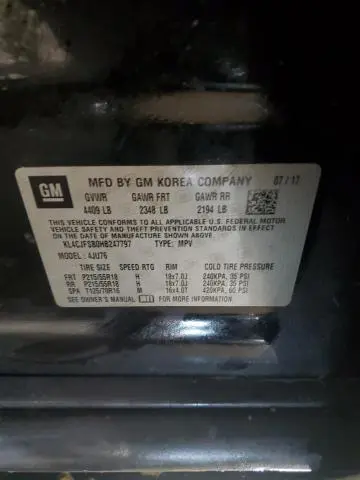 GM
MFD BY GM KOREA COMPANY 07/17
GVWR GAWR FRT GAWR RR
4409 LB 2348 LB 2194 LB
THIS VEHICLE CONFORMS TO ALL APPLICABLE U.S. FEDERAL MOTOR
VEHICLE SAFETY, BUMPER, AND THEFT PREVENTION STANDARDS IN EFFECT
ON THE DATE OF MANUFACTURE SHOWN ABOVE.
KL4CJFSB0HB247797 TYPE: MPV
MODEL: 4JU76
TIRE SIZE SPEED RTG RIM COLD TIRE PRESSURE
FRT P215/55R18 H 18x7.0J 240KPA, 35 PSI
RR P215/55R18 H 18x7.0J 240KPA, 35 PSI
SPA T125/70R16 M 16x4.0T 420KPA, 60 PSI
SEE OWNER'S MANUAL FOR MORE INFORMATION.